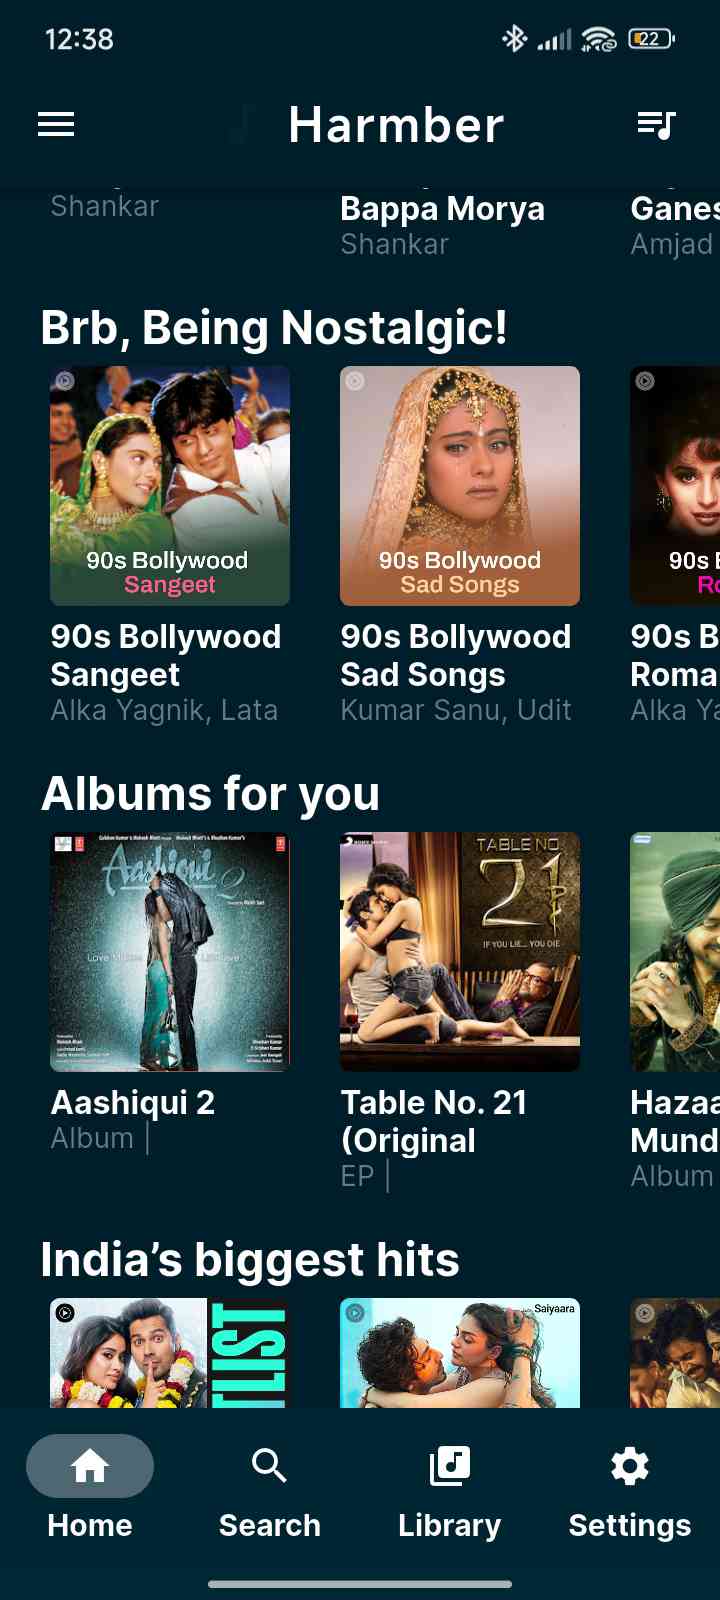 12:38
22
Harmber
Shankar
Bappa Morya
Shankar
Ganes
Amjad
Brb, Being Nostalgic!
90s Bollywood
Sangeet
90s Bollywood
Sad Songs
90s B
Ro
90s Bollywood
Sangeet
Alka Yagnik, Lata
90s Bollywood
Sad Songs
Kumar Sanu, Udit
90s B
Roma
Alka Ya
Albums for you
Aashiqui 2
TABLE NO.
21
IF YOU LIE... YOU DIE
Aashiqui 2
Album |
Table No. 21
(Original
EP |
Hazaa
Mund
Album
India’s biggest hits
TLIST
Saiyaara
Home
Search
Library
Settings